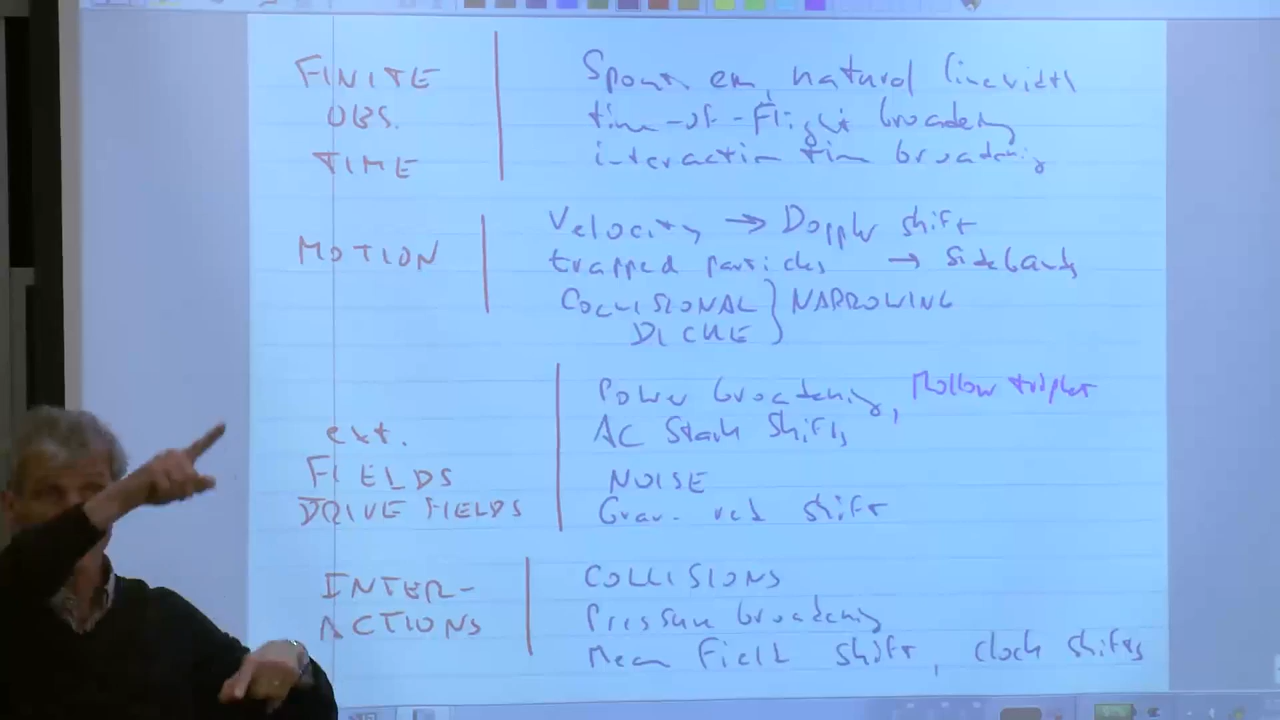 FINITE
OBS.
TIME
Spont em, natural linewidth
time-of-flight broadening
interaction time broadening
MOTION
Velocity → Doppler shift
trapped particles → sidebands
COLLISIONAL } NARROWING
DICKE
ext.
FIELDS
DRIVE FIELDS
Power broadening, Mollow triplet
AC Stark shifts
NOISE
Grav. red shift
INTER-
ACTIONS
COLLISIONS
Pressure broadening
Mean Field shift, clock shifts